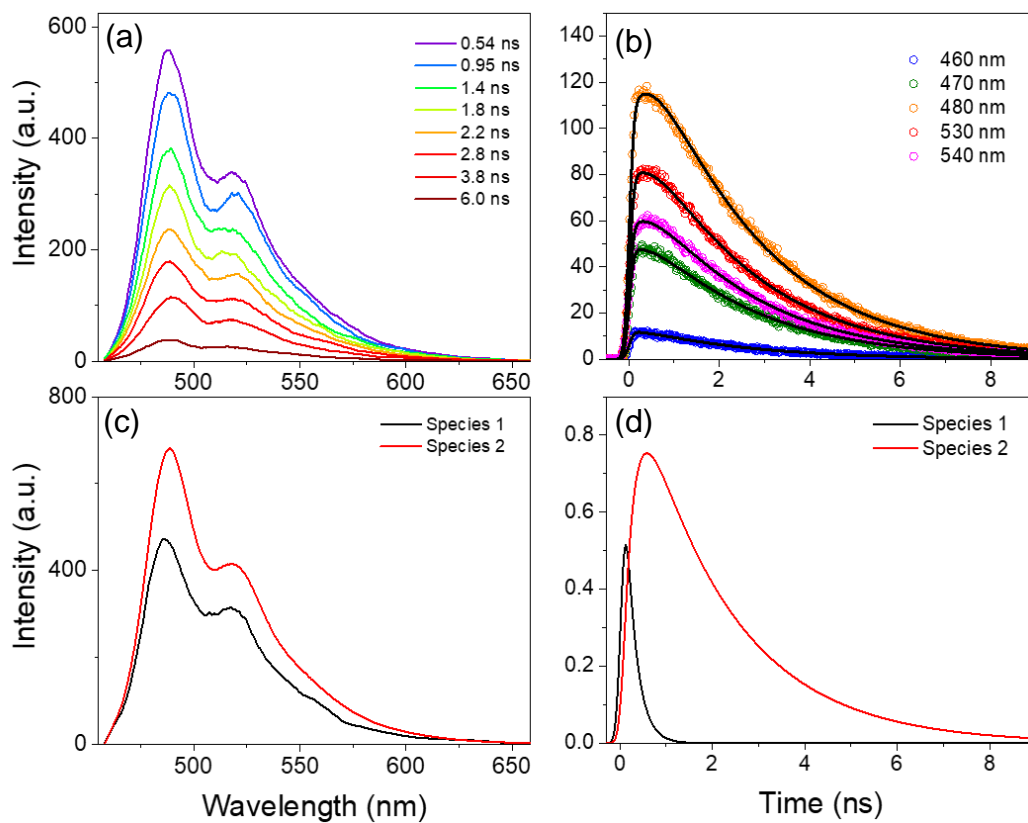 (a)
600
400
200
0
500
550
600
650
Intensity (a.u.)
0.54 ns
0.95 ns
1.4 ns
1.8 ns
2.2 ns
2.8 ns
3.8 ns
6.0 ns
(b)
140
120
100
80
60
40
20
0
0
2
4
6
8
460 nm
470 nm
480 nm
530 nm
540 nm
(c)
800
400
0
500
550
600
650
Intensity (a.u.)
Wavelength (nm)
Species 1
Species 2
(d)
0.8
0.6
0.4
0.2
0.0
0
2
4
6
8
Time (ns)
Species 1
Species 2